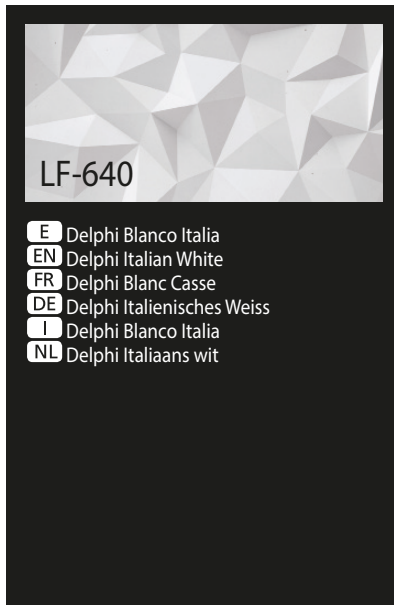 LF-640
E Delphi Blanco Italia
EN Delphi Italian White
FR Delphi Blanc Casse
DE Delphi Italienisches Weiss
I Delphi Blanco Italia
NL Delphi Italiaans wit